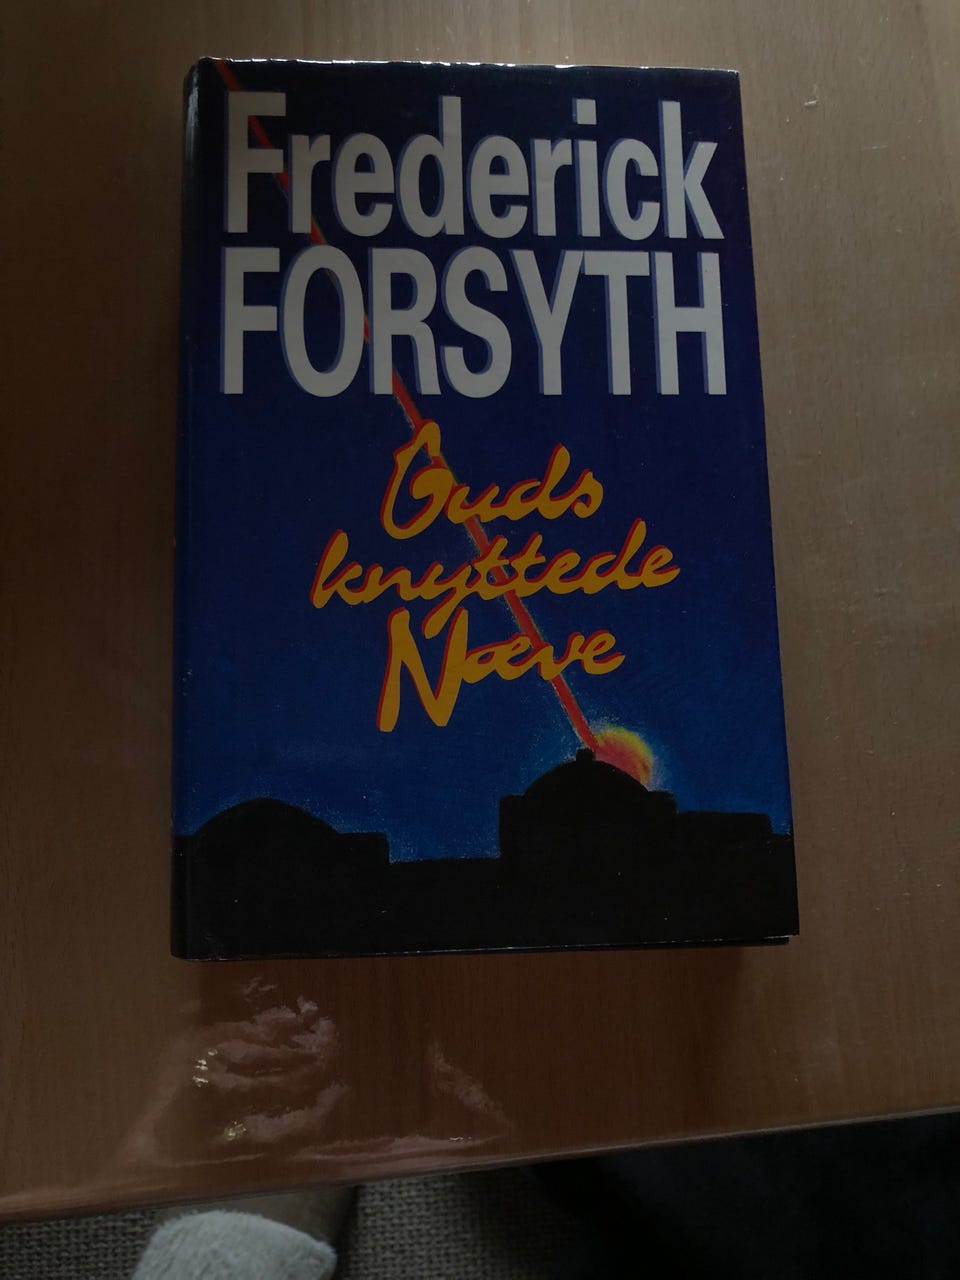 Frederick
FORSYTH
Guds
knyttede
Næve